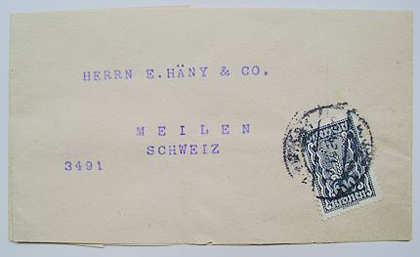 HERRN E.HÄNY & CO.
MEILEN
SCHWEIZ
3491